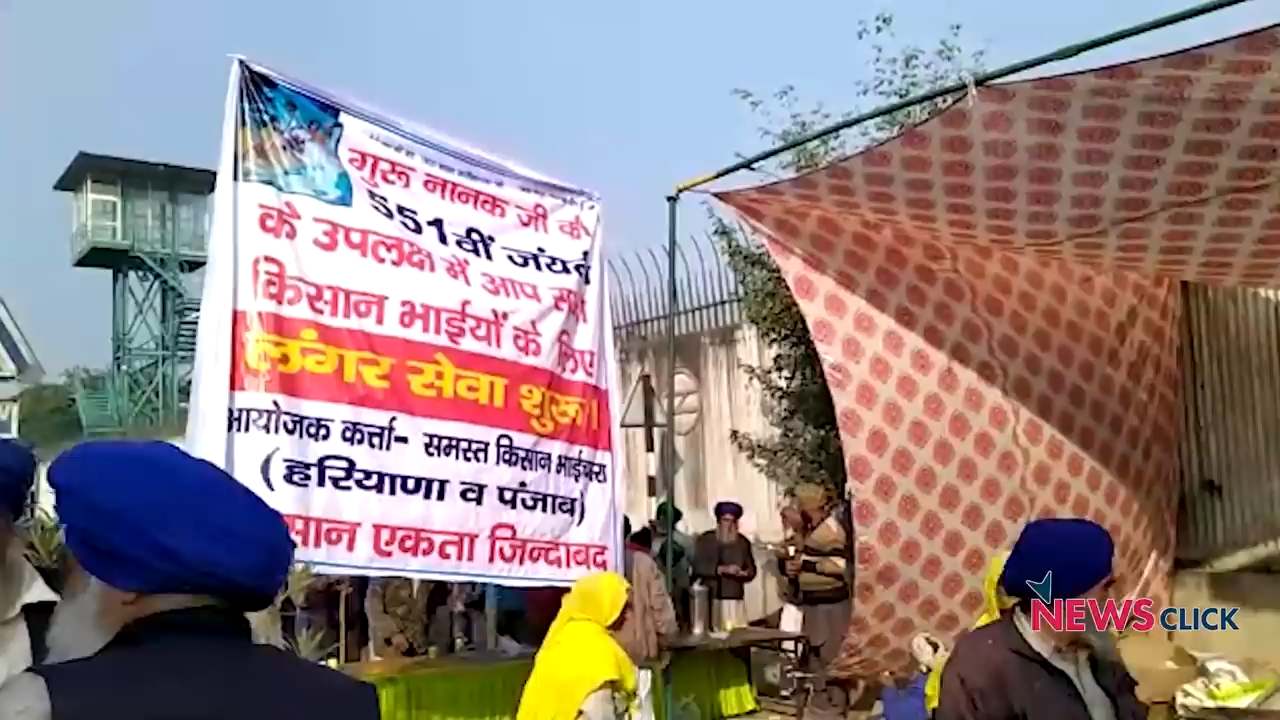 गुरू नानक जी की
551वीं जयंती
के उपलक्ष में आप सभी
किसान भाईयों के लिए
लंगर सेवा शुरू।
आयोजक कर्त्ता- समस्त किसान भाईचारा
(हरियाणा व पंजाब)
किसान एकता जिन्दाबाद
NEWSCLICK